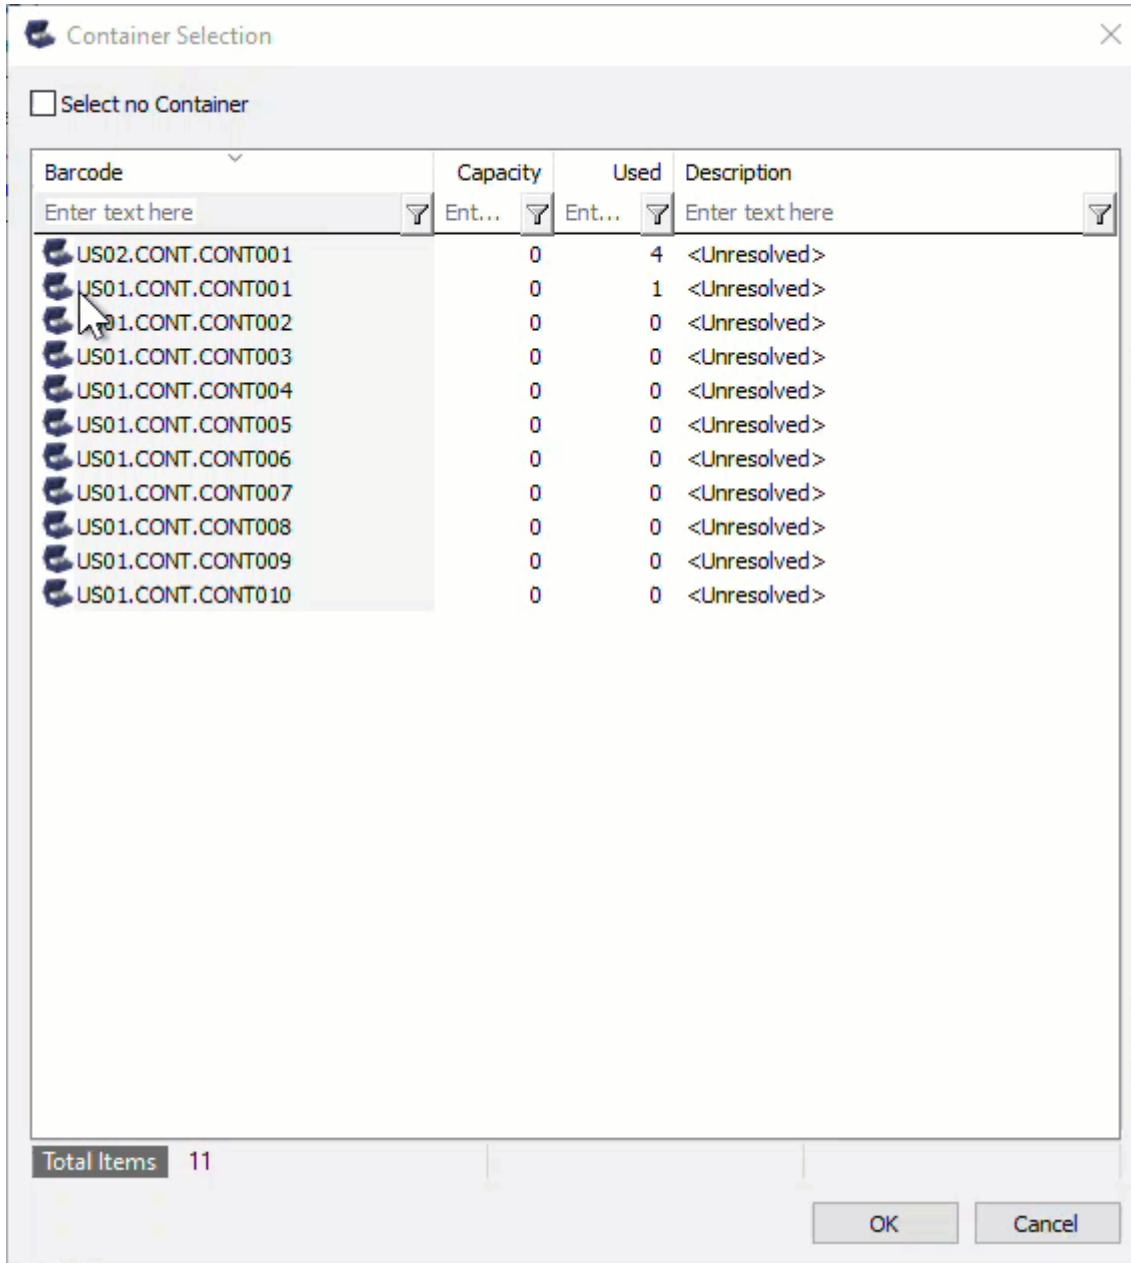 Container Selection
Select no Container
Barcode Capacity Used Description
Enter text here Ent... Ent... Enter text here
US02.CONT.CONT001 0 4 <Unresolved>
US01.CONT.CONT001 0 1 <Unresolved>
01.CONT.CONT002 0 0 <Unresolved>
US01.CONT.CONT003 0 0 <Unresolved>
US01.CONT.CONT004 0 0 <Unresolved>
US01.CONT.CONT005 0 0 <Unresolved>
US01.CONT.CONT006 0 0 <Unresolved>
US01.CONT.CONT007 0 0 <Unresolved>
US01.CONT.CONT008 0 0 <Unresolved>
US01.CONT.CONT009 0 0 <Unresolved>
US01.CONT.CONT010 0 0 <Unresolved>
Total Items 11
OK Cancel